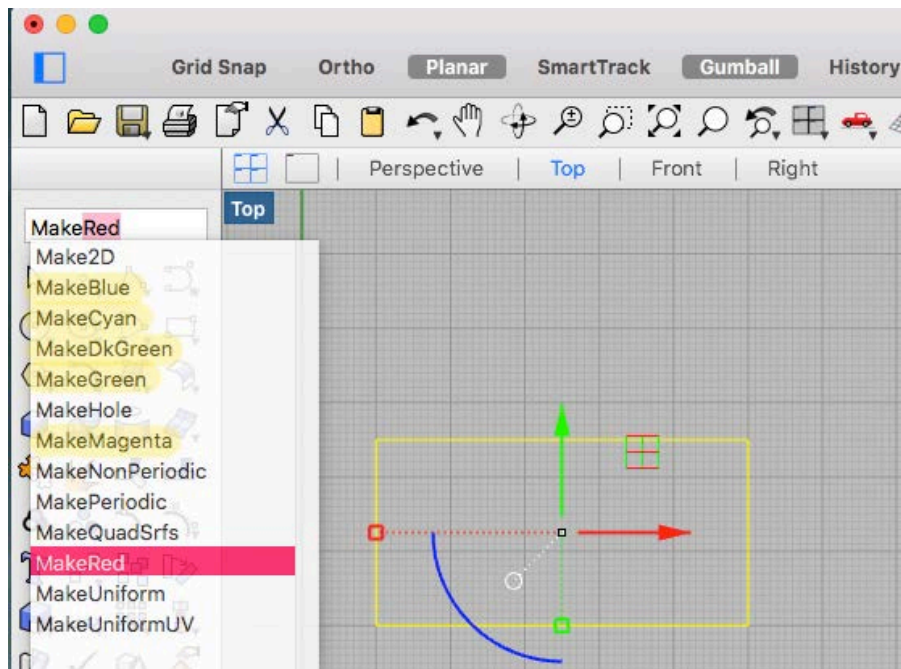 Grid Snap Ortho Planar SmartTrack Gumball History
Perspective Top Front Right
Top
MakeRed
Make2D
MakeBlue
MakeCyan
MakeDkGreen
MakeGreen
MakeHole
MakeMagenta
MakeNonPeriodic
MakePeriodic
MakeQuadSrfs
MakeRed
MakeUniform
MakeUniformUV